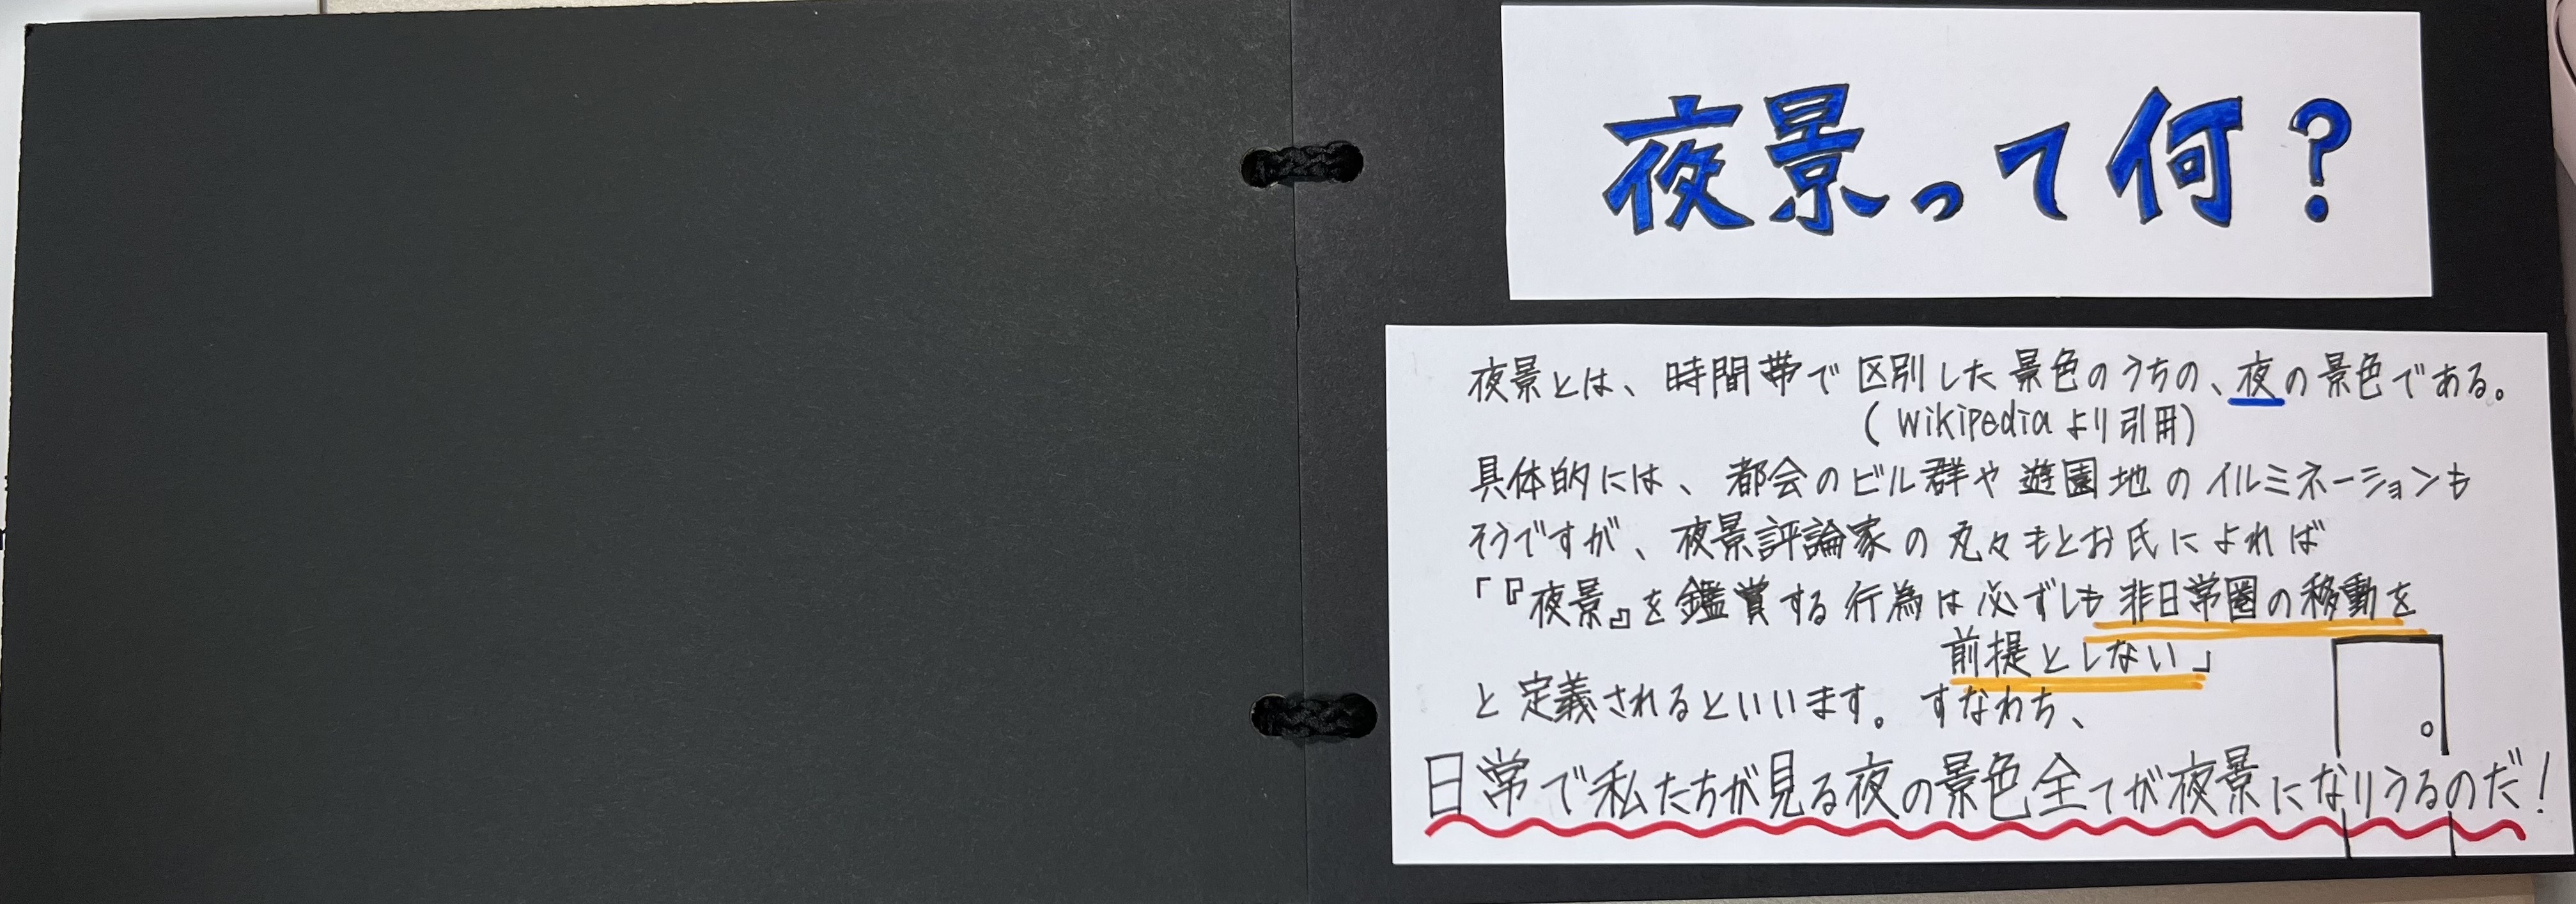 夜景って何？
夜景とは、時間帯で区別した景色のうちの、夜の景色である。
(Wikipediaより引用)
具体的には、都会のビル群や遊園地のイルミネーションも
そうですが、夜景評論家の丸々もとお氏によれば
「『夜景』を鑑賞する行為は必ずしも非日常圏の移動を
前提としない」
と定義されるといいます。すなわち、
日常で私たちが見る夜の景色全てが夜景になりうるのだ！